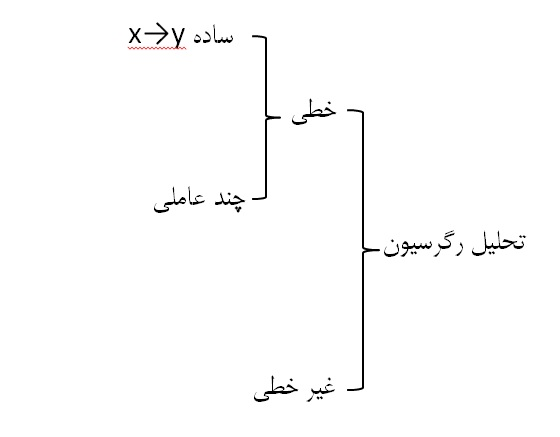 ساده x→y
خطی
چند عاملی
تحلیل رگرسیون
غیر خطی